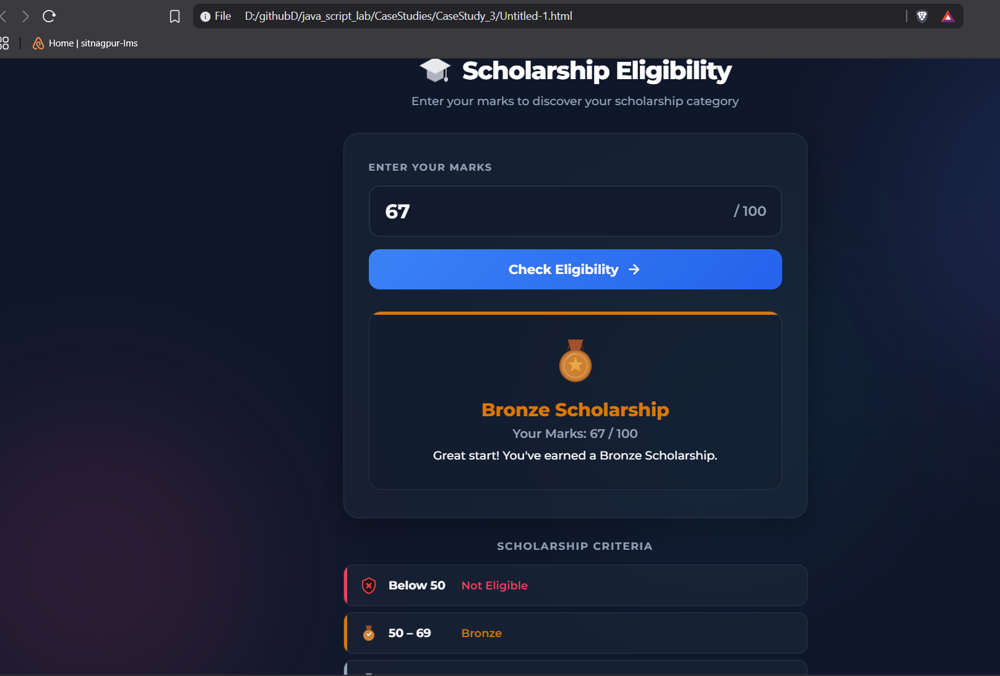 File D:/githubD/java_script_lab/CaseStudies/CaseStudy_3/Untitled-1.html
Home | sitnagpur-lms
Scholarship Eligibility
Enter your marks to discover your scholarship category
ENTER YOUR MARKS
67 / 100
Check Eligibility →
Bronze Scholarship
Your Marks: 67 / 100
Great start! You've earned a Bronze Scholarship.
SCHOLARSHIP CRITERIA
Below 50 Not Eligible
50 – 69 Bronze